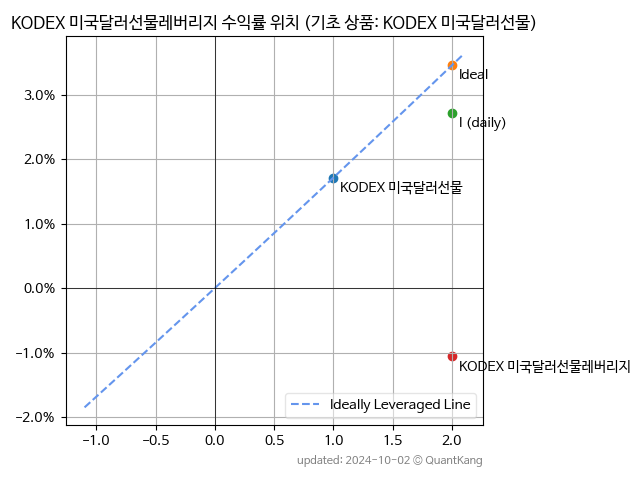 KODEX 미국달러선물레버리지 수익률 위치 (기초 상품: KODEX 미국달러선물)
Ideal
3.0%
I (daily)
2.0%
KODEX 미국달러선물
1.0%
0.0%
−1.0%
KODEX 미국달러선물레버리지
Ideally Leveraged Line
−2.0%
−1.0 −0.5 0.0 0.5 1.0 1.5 2.0
updated: 2024-10-02 © QuantKang